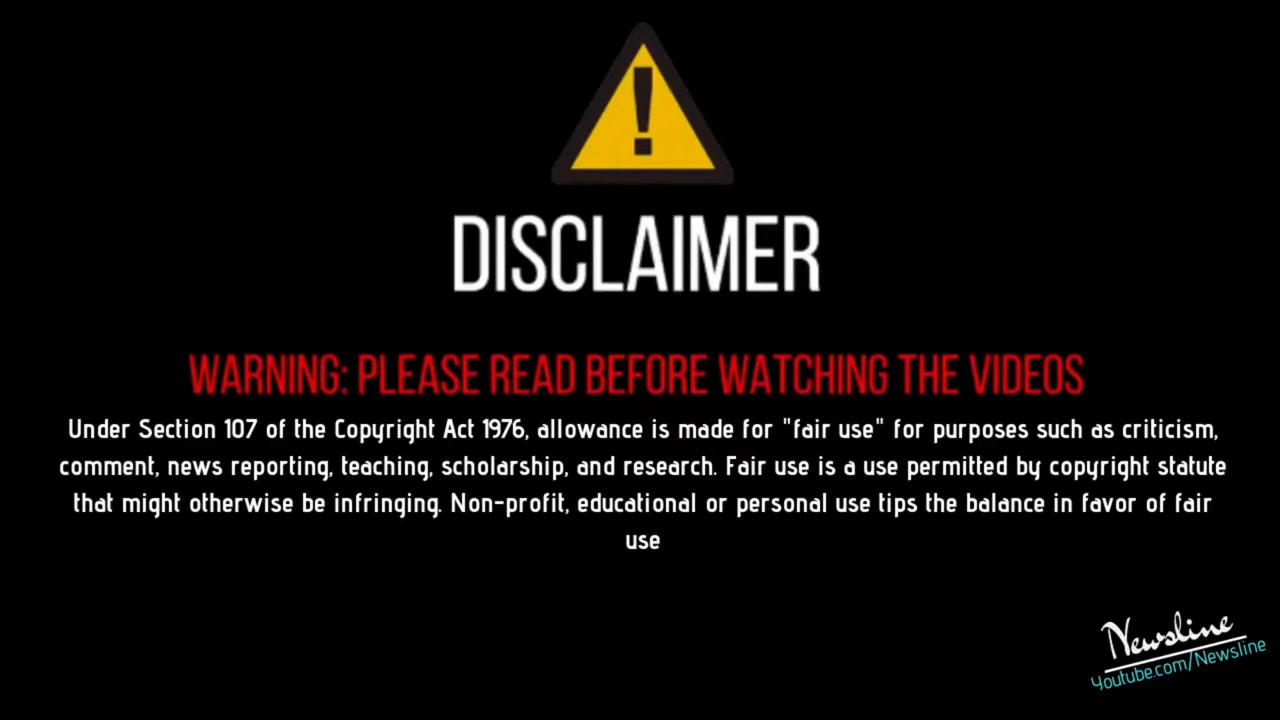 !
DISCLAIMER
WARNING: PLEASE READ BEFORE WATCHING THE VIDEOS
Under Section 107 of the Copyright Act 1976, allowance is made for "fair use" for purposes such as criticism,
comment, news reporting, teaching, scholarship, and research. Fair use is a use permitted by copyright statute
that might otherwise be infringing. Non-profit, educational or personal use tips the balance in favor of fair
use
Newsline
Youtube.com/Newsline